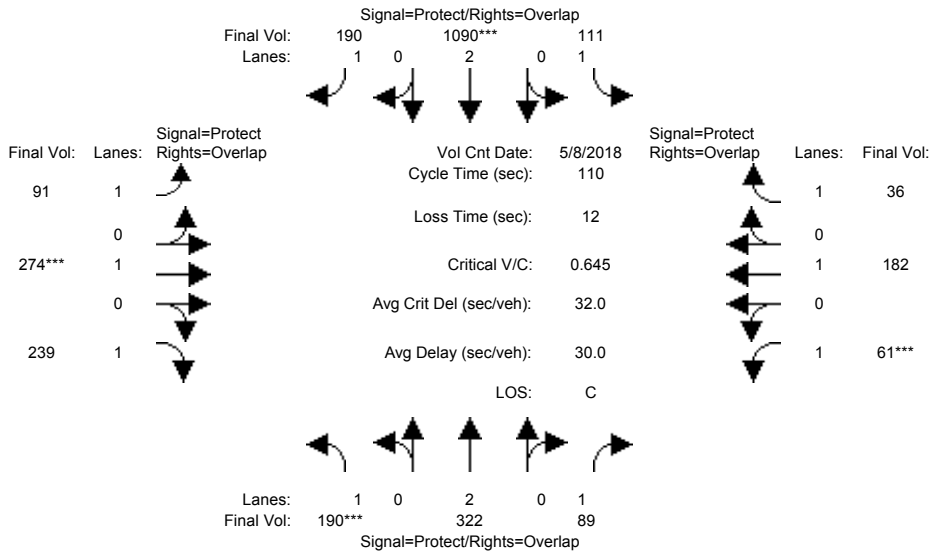 Signal=Protect/Rights=Overlap
Final Vol: 190 1090*** 111
Lanes: 1 0 2 0 1
Signal=Protect Signal=Protect
Final Vol: Lanes: Rights=Overlap Vol Cnt Date: 5/8/2018 Rights=Overlap Lanes: Final Vol:
Cycle Time (sec): 110
91 1 1 36
Loss Time (sec): 12
0 0
274*** 1 Critical V/C: 0.645 1 182
0 Avg Crit Del (sec/veh): 32.0 0
239 1 Avg Delay (sec/veh): 30.0 1 61***
LOS: C
Lanes: 1 0 2 0 1
Final Vol: 190*** 322 89
Signal=Protect/Rights=Overlap